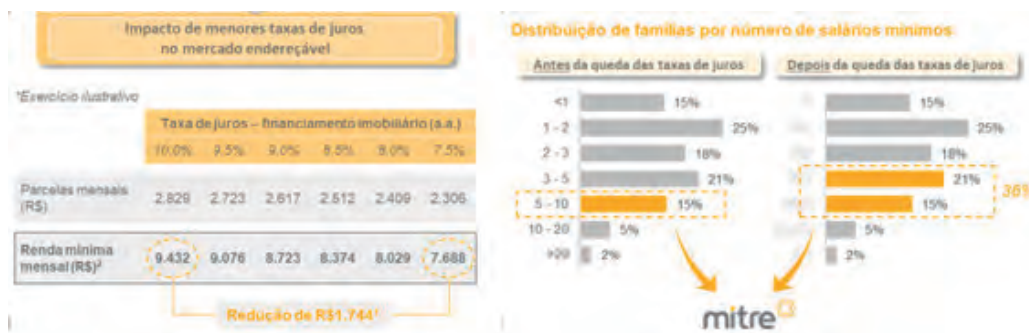 Impacto de menores taxas de juros
no mercado endereçável
*Exercício ilustrativo
Taxa de juros – financiamento imobiliário (a.a.)
10.0% 9.5% 9.0% 8.5% 8.0% 7.5%
Parcelas mensais
(R$)
2.829 2.723 2.617 2.512 2.409 2.306
Renda mínima
mensal (R$)²
9.432 9.076 8.723 8.374 8.029 7.688
Redução de R$1.744¹
Distribuição de famílias por número de salários mínimos
Antes da queda das taxas de juros
<1 15%
1 - 2 25%
2 - 3 18%
3 - 5 21%
5 - 10 15%
10 - 20 5%
>20 2%
Depois da queda das taxas de juros
15%
25%
18%
21%
36%
15%
5%
2%
mitre